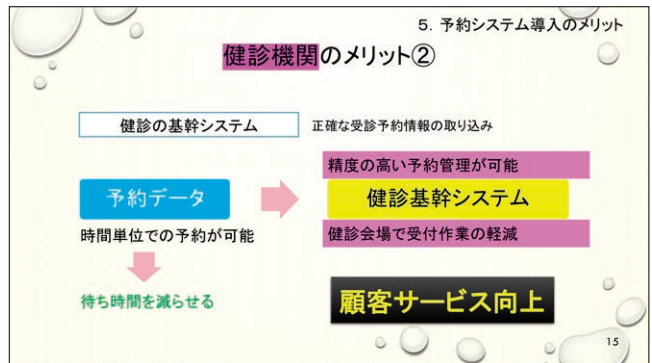 5．予約システム導入のメリット
健診機関のメリット②
健診の基幹システム
正確な受診予約情報の取り込み
精度の高い予約管理が可能
予約データ
健診基幹システム
時間単位での予約が可能
健診会場で受付作業の軽減
待ち時間を減らせる
顧客サービス向上
15